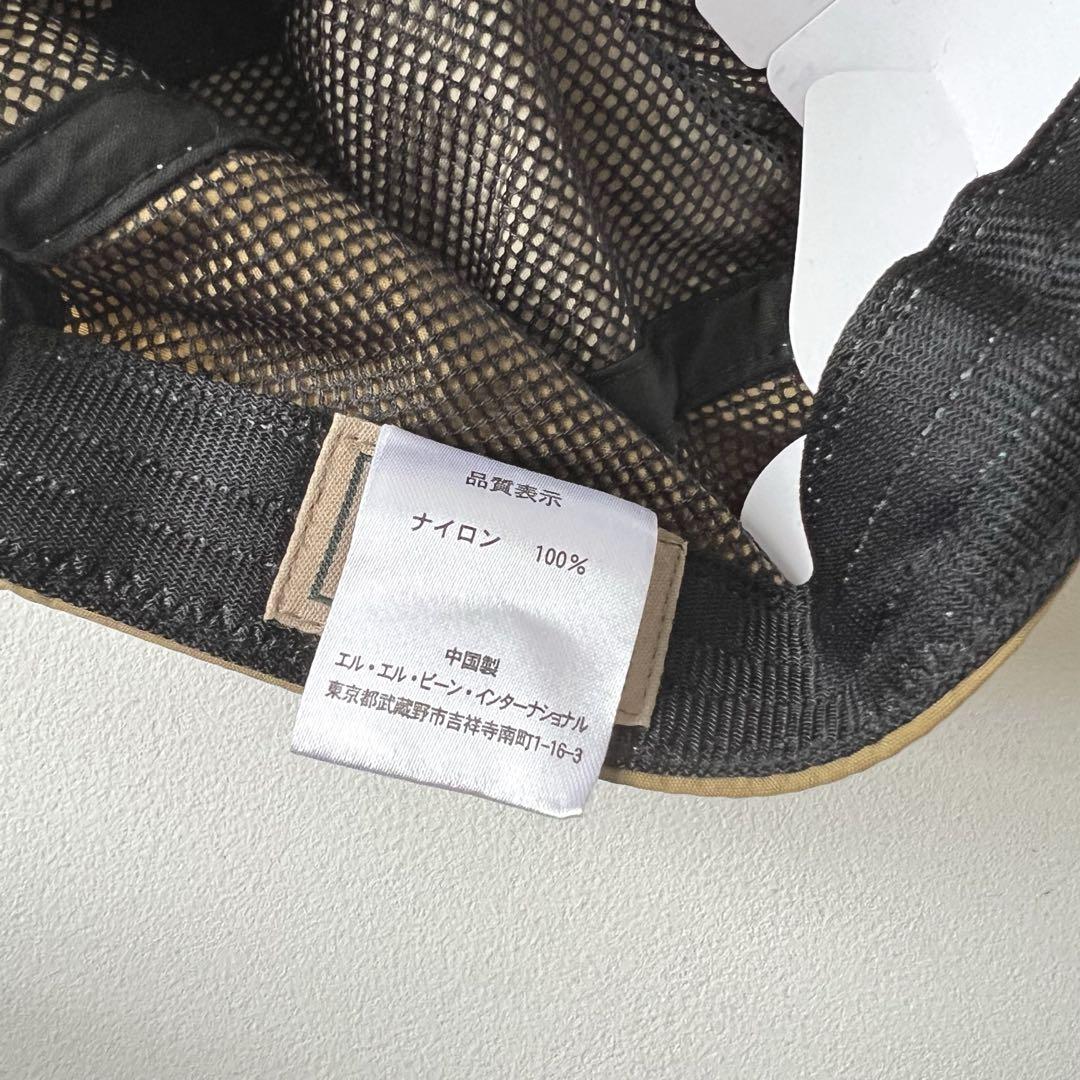 品質表示
ナイロン 100%
中国製
エル・エル・ビーン・インターナショナル
東京都武蔵野市吉祥寺南町1-16-3